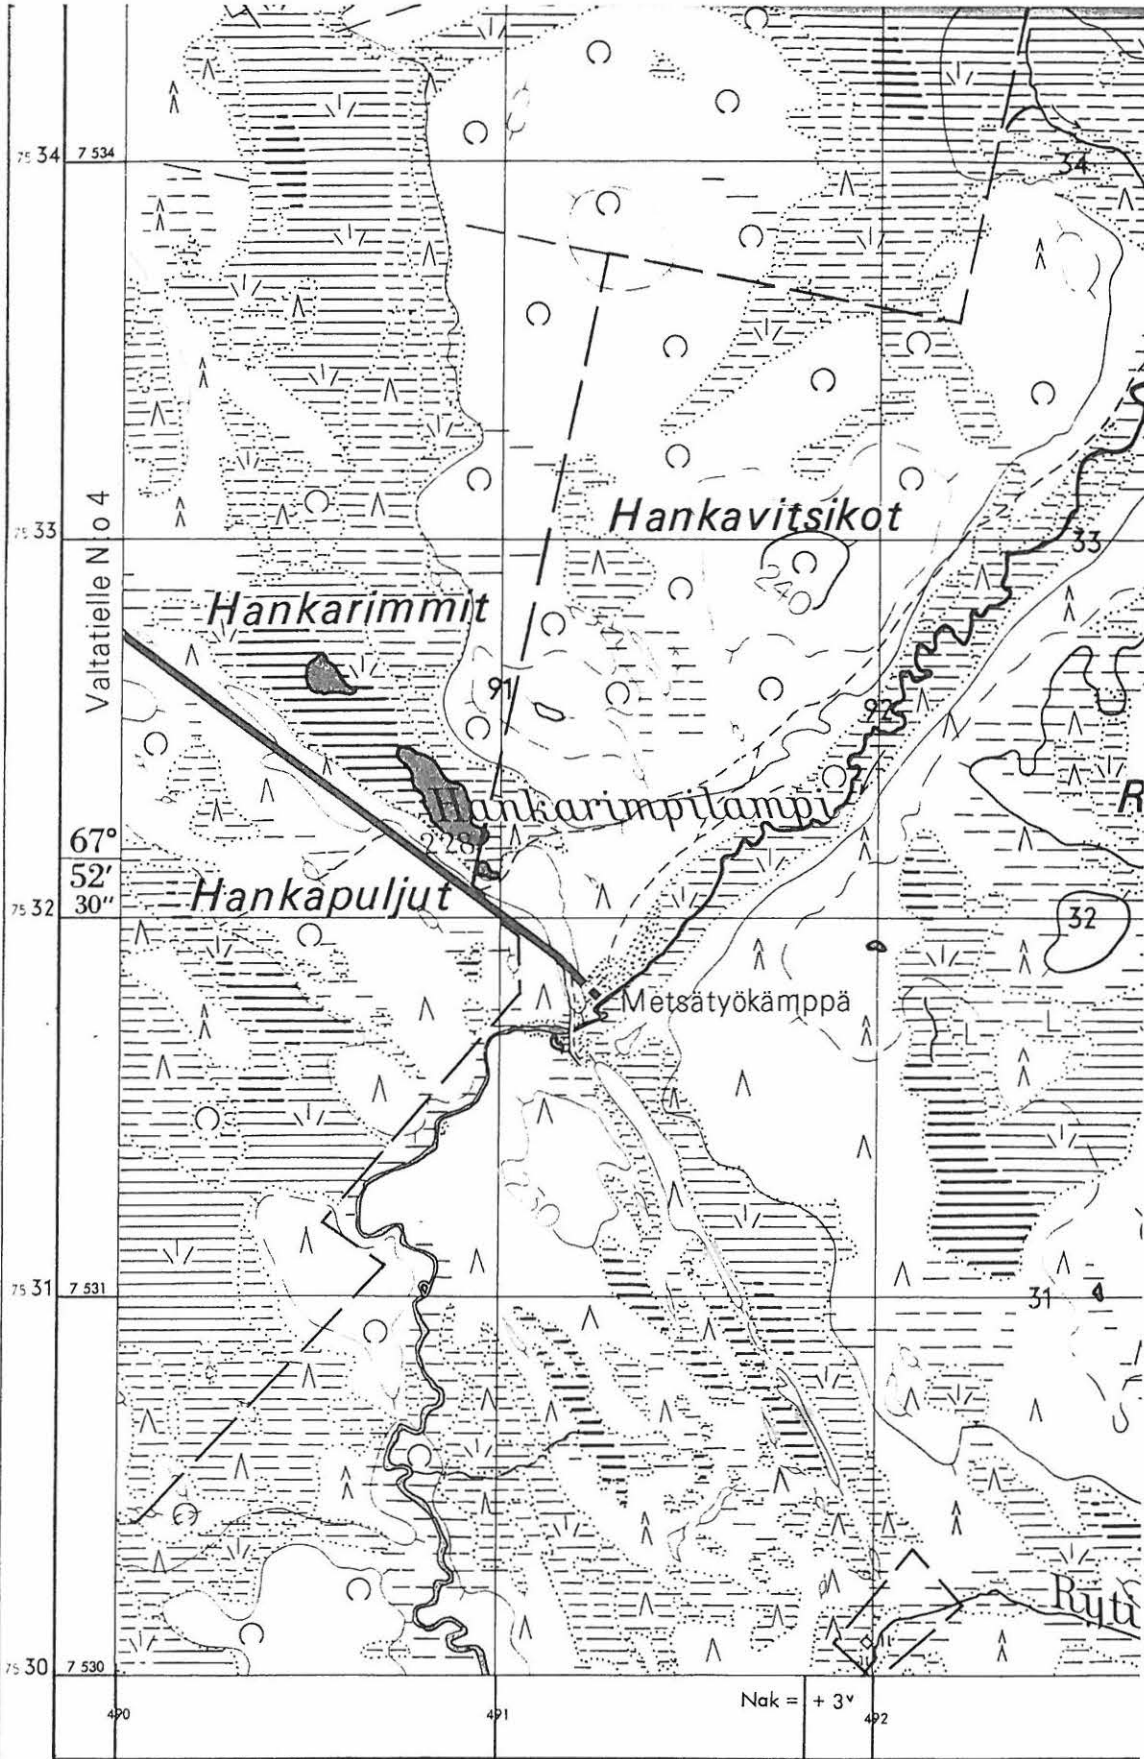 75 34
7 534
34
Hankavitsikot
75 33
33
240
Valtatielle N:o 4
Hankarimmit
91
92
Hankarimpilampi
R
228
67°
52'
30"
Hankapuljut
75 32
32
Metsätyökämppä
L
L
230
75 31
7 531
31
Ryti
75 30
7 530
Nak = + 3ᵛ
490
491
492